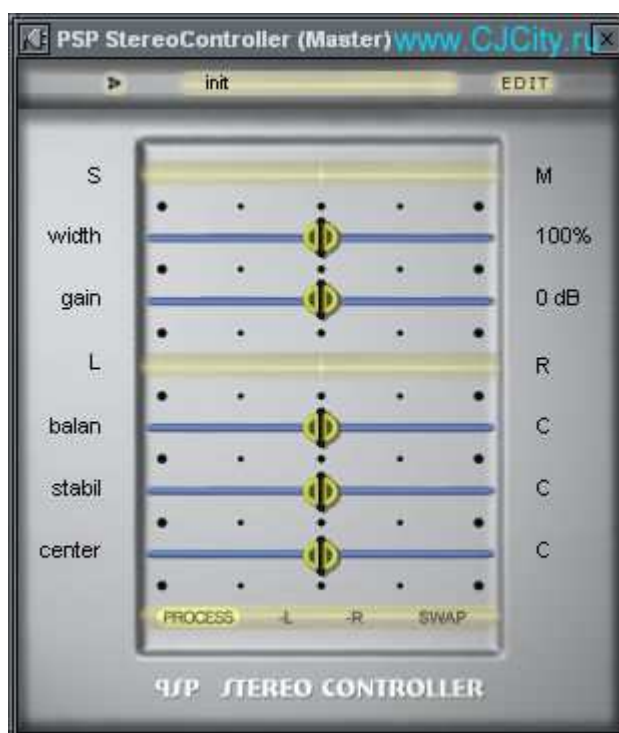 PSP StereoController (Master) www.CJCity.ru
init EDIT
S M
width 100%
gain 0 dB
L R
balan C
stabil C
center C
PROCESS -L -R SWAP
PSP STEREO CONTROLLER